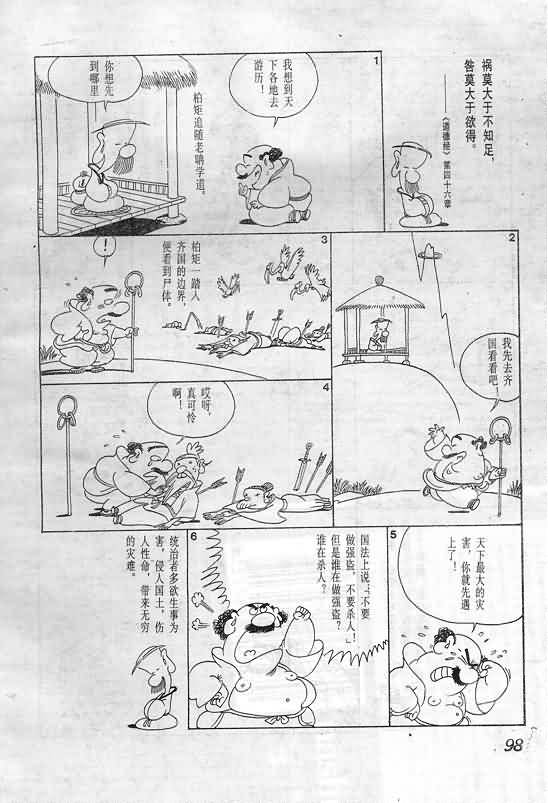 祸莫大于不知足，
咎莫大于欲得。
——《道德经》第四十六章
1
我想到天
下各地去
游历！
柏矩追随老聃学道。
你想先
到哪里
2
我先去齐
国看看吧！
3
柏矩一踏入
齐国的边界，
便看到尸体。
！
4
哎呀，
真可怜
啊！
5
天下最大的灾
害，你就先遇
上了！
6
国法上说：不要
做强盗，不要杀人！
但是谁在做强盗？
谁在杀人？
统治者多欲生事为
害，侵人国土，伤
人性命，带来无穷
的灾难。
98